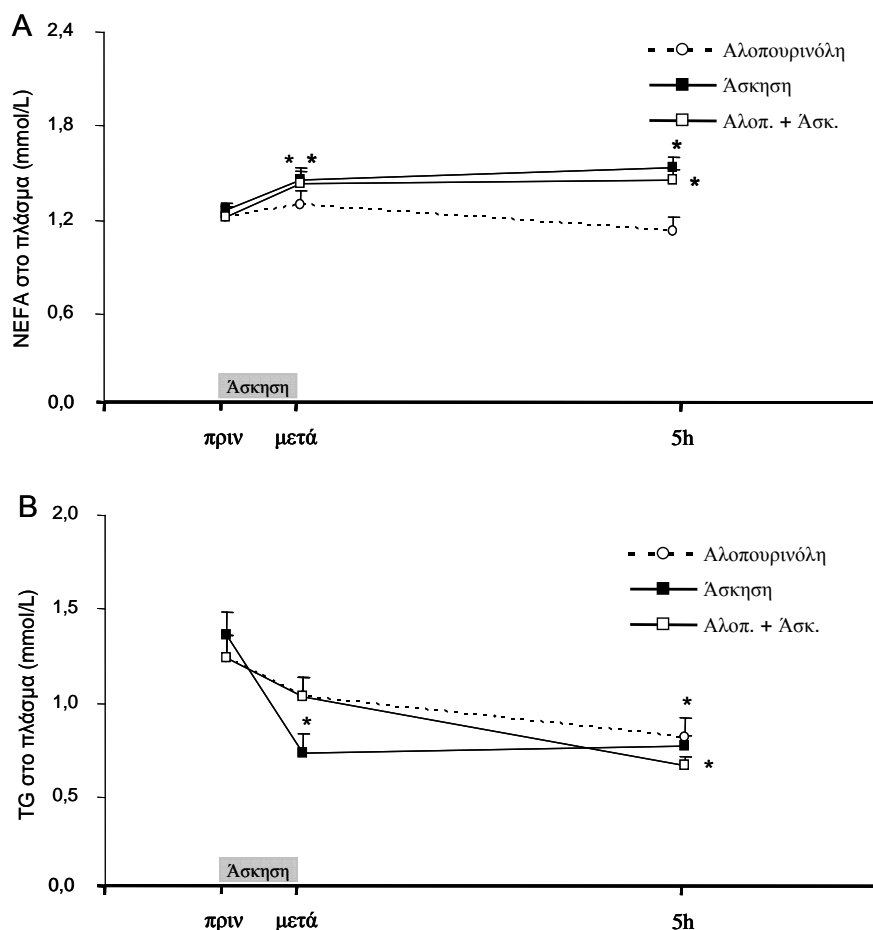 A
2,4
1,8
1,2
0,6
0,0
NEFA στο πλάσμα (mmol/L)
Αλοπουρινόλη
Άσκηση
Αλοπ. + Άσκ.
* *
*
*
Άσκηση
πριν μετά 5h
B
2,0
1,5
1,0
0,5
0,0
TG στο πλάσμα (mmol/L)
Αλοπουρινόλη
Άσκηση
Αλοπ. + Άσκ.
*
*
*
Άσκηση
πριν μετά 5h